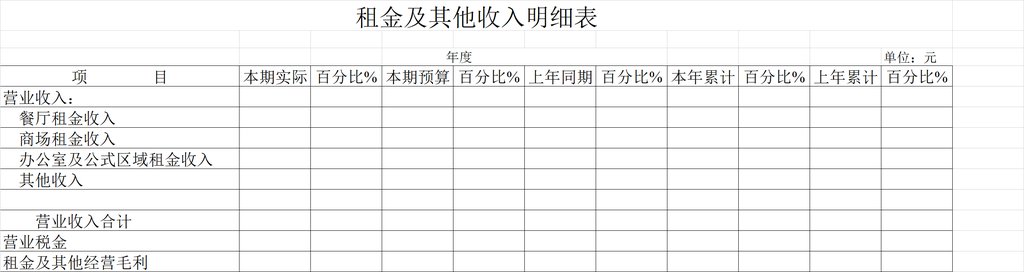 租金及其他收入明细表
年度 单位：元
项 目 本期实际 百分比% 本期预算 百分比% 上年同期 百分比% 本年累计 百分比% 上年累计 百分比%
营业收入：
餐厅租金收入
商场租金收入
办公室及公式区域租金收入
其他收入
营业收入合计
营业税金
租金及其他经营毛利